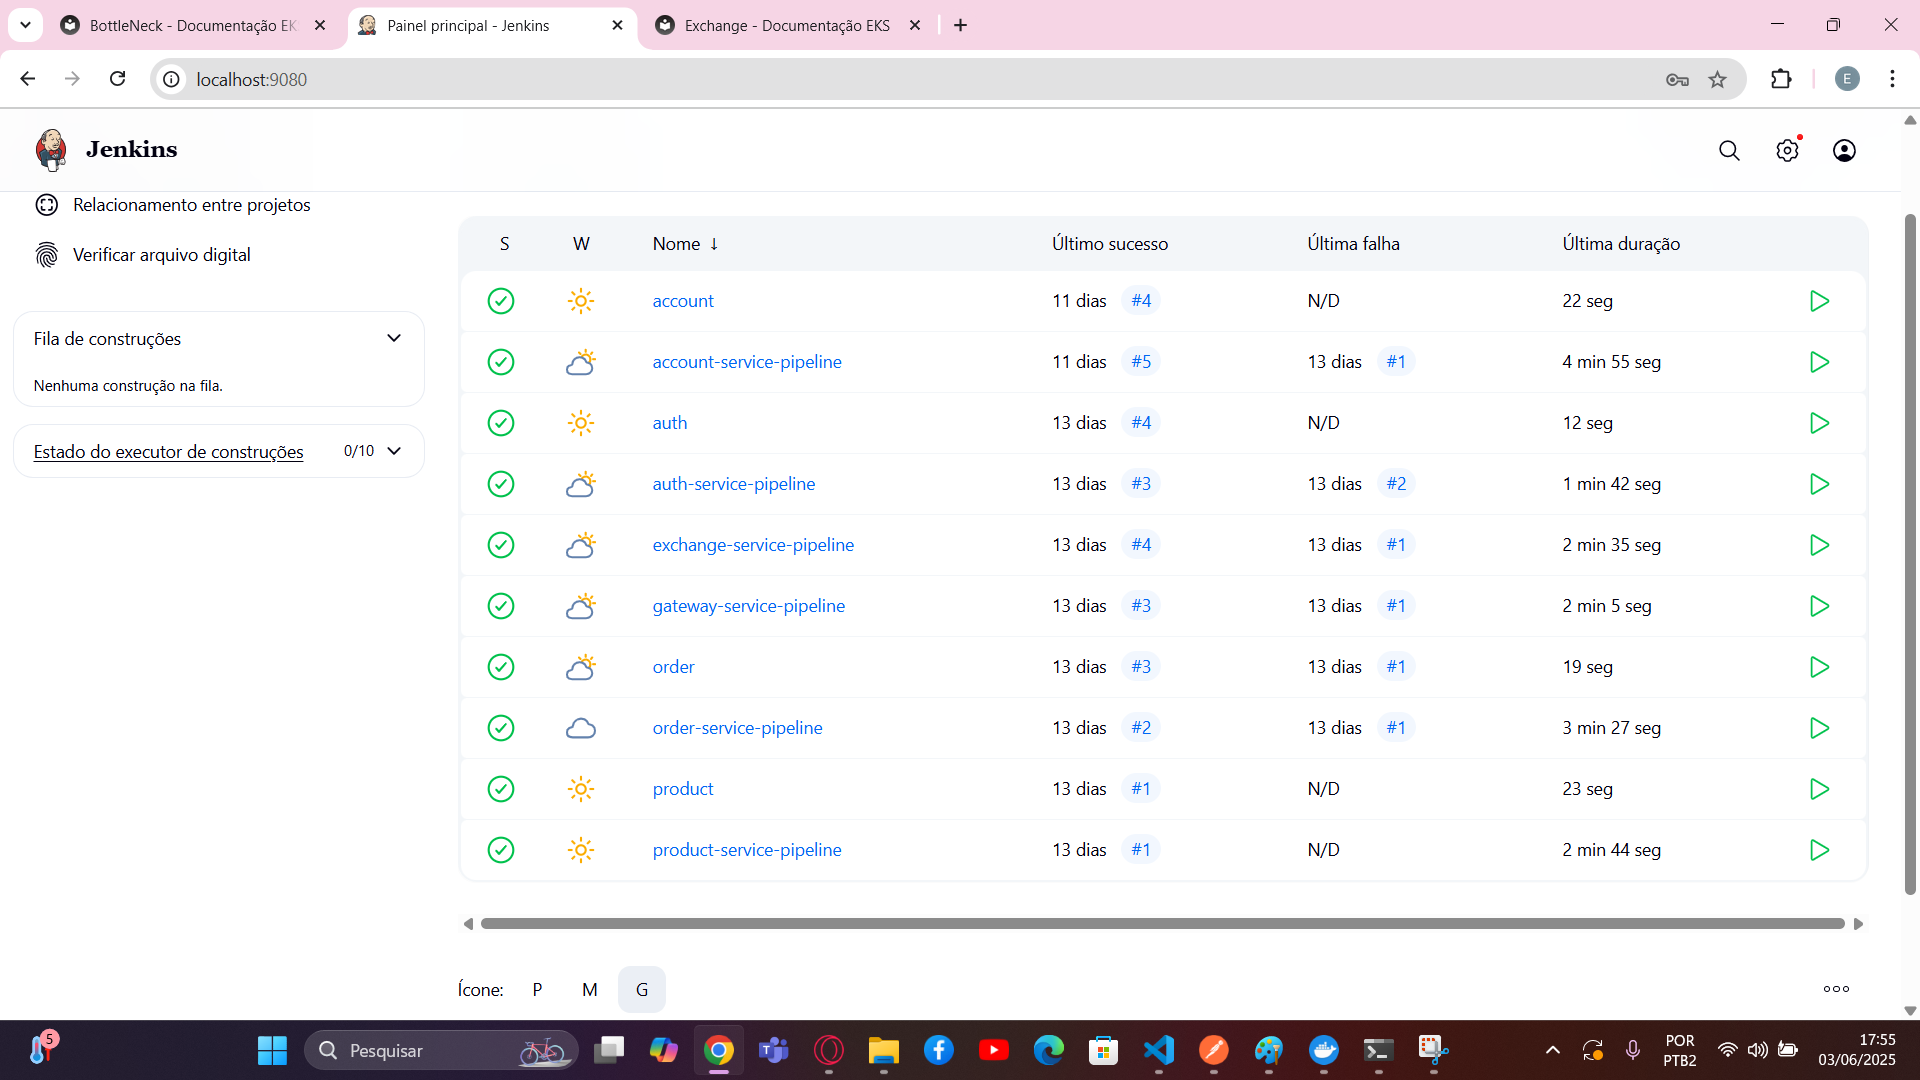 BottleNeck - Documentação EK
Painel principal - Jenkins
Exchange - Documentação EKS
localhost:9080
E
Jenkins
Relacionamento entre projetos
Verificar arquivo digital
Fila de construções
Nenhuma construção na fila.
Estado do executor de construções 0/10
S W Nome ↓ Último sucesso Última falha Última duração
account 11 dias #4 N/D 22 seg
account-service-pipeline 11 dias #5 13 dias #1 4 min 55 seg
auth 13 dias #4 N/D 12 seg
auth-service-pipeline 13 dias #3 13 dias #2 1 min 42 seg
exchange-service-pipeline 13 dias #4 13 dias #1 2 min 35 seg
gateway-service-pipeline 13 dias #3 13 dias #1 2 min 5 seg
order 13 dias #3 13 dias #1 19 seg
order-service-pipeline 13 dias #2 13 dias #1 3 min 27 seg
product 13 dias #1 N/D 23 seg
product-service-pipeline 13 dias #1 N/D 2 min 44 seg
Ícone: P M G
5
Pesquisar
POR
PTB2
17:55
03/06/2025